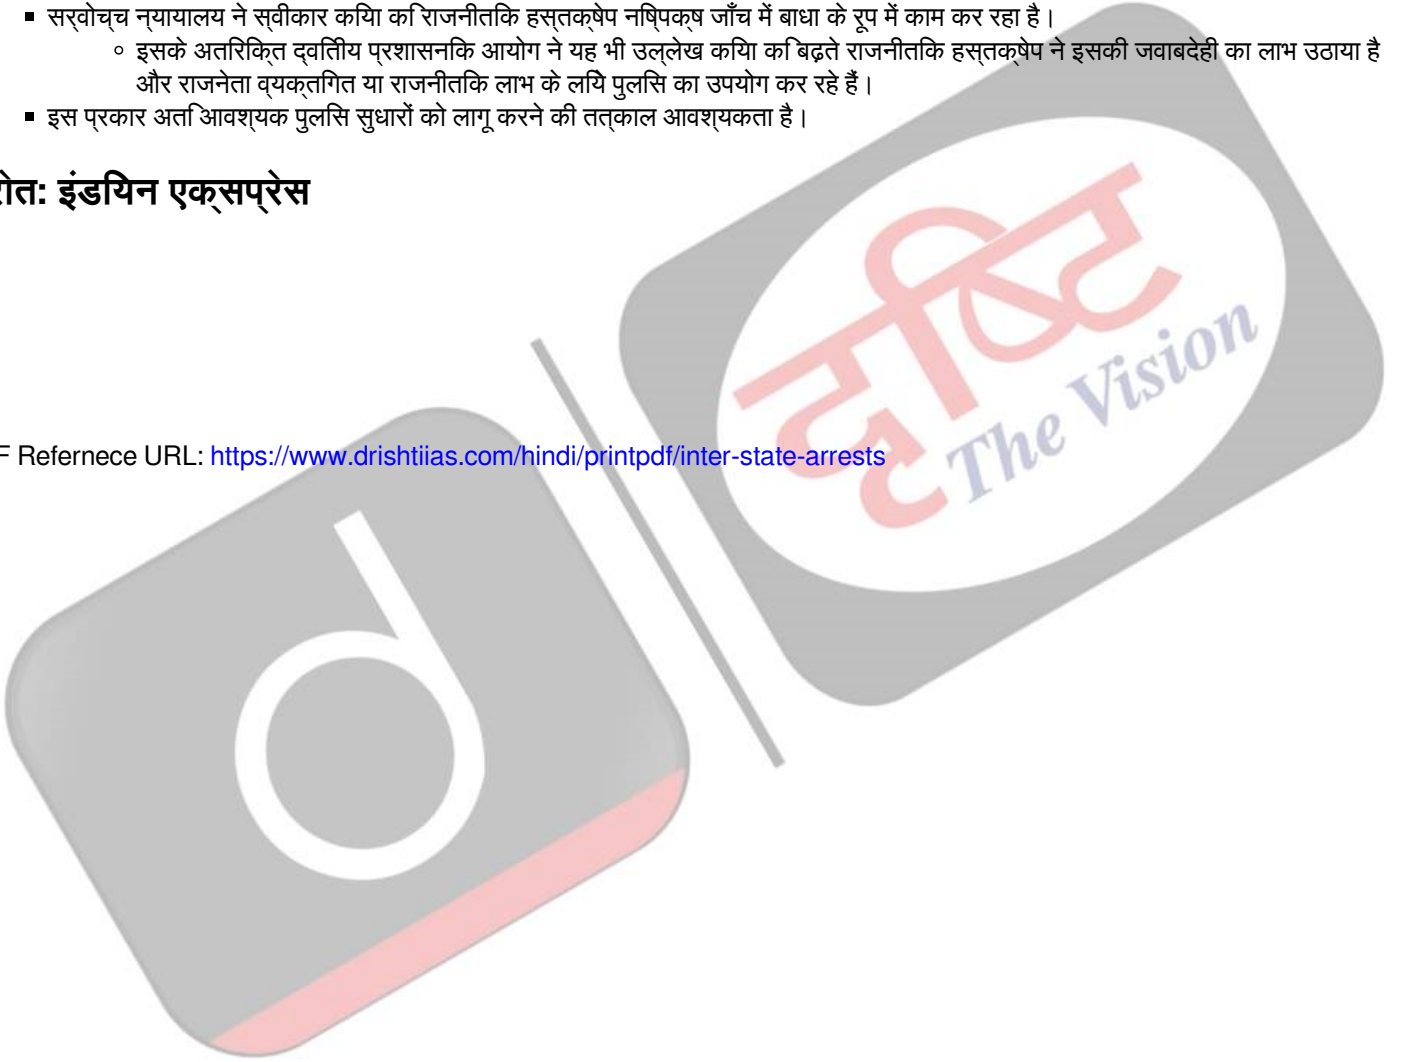 सर्वोच्च न्यायालय ने स्वीकार किया कि राजनीतिक हस्तक्षेप निष्पिक्ष जाँच में बाधा के रूप में काम कर रहा है।
इसके अतिरिक्ति द्वितीय प्रशासनिक आयोग ने यह भी उल्लेख किया कि बढ़ते राजनीतिक हस्तक्षेप ने इसकी जवाबदेही का लाभ उठाया है
और राजनेता व्यक्तिगत या राजनीतिक लाभ के लिये पुलिस का उपयोग कर रहे हैं।
इस प्रकार अति आवश्यक पुलिस सुधारों को लागू करने की तत्काल आवश्यकता है।
रोत: इंडियन एक्सप्रेस
F Refernece URL: https://www.drishtiias.com/hindi/printpdf/inter-state-arrests
दृष्टि
The Vision
d